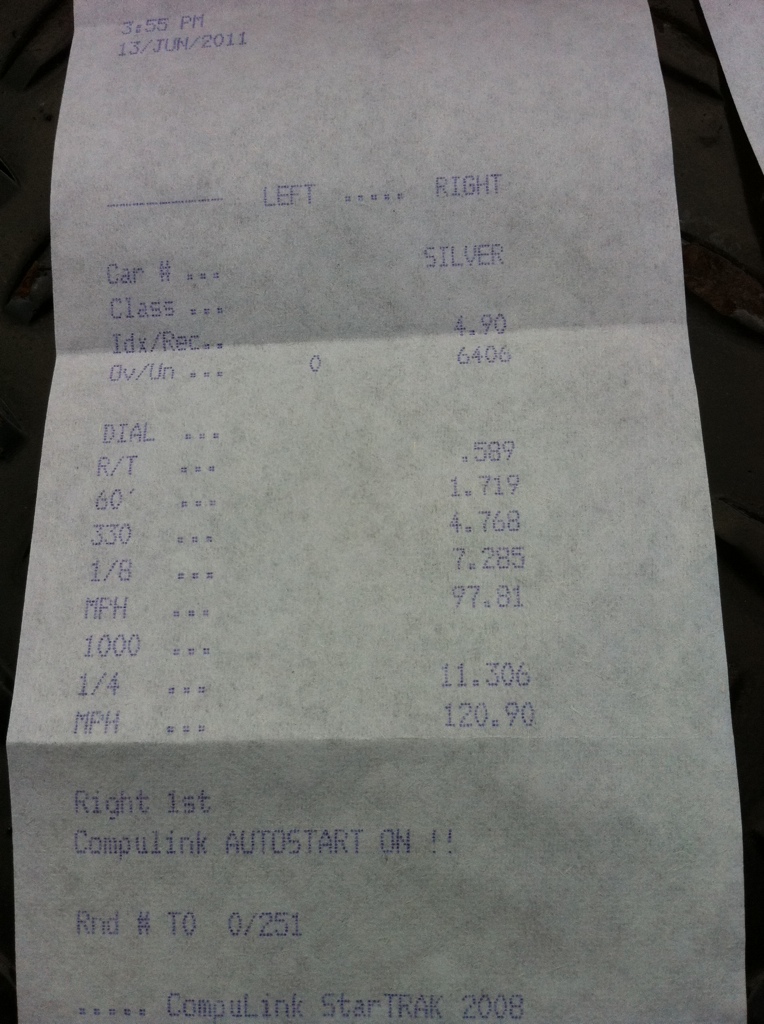 3:55 PM
13/JUN/2011
_________ LEFT ..... RIGHT
Car # ... SILVER
Class ...
Idx/Rec.. 4.90
Ov/Un ... 0 6406
DIAL ...
R/T ... .589
60' ... 1.719
330 ... 4.768
1/8 ... 7.285
MPH ... 97.81
1000 ...
1/4 ... 11.306
MPH ... 120.90
Right 1st
Compulink AUTOSTART ON !!
Rnd # TO 0/251
..... CompuLink StarTRAK 2008